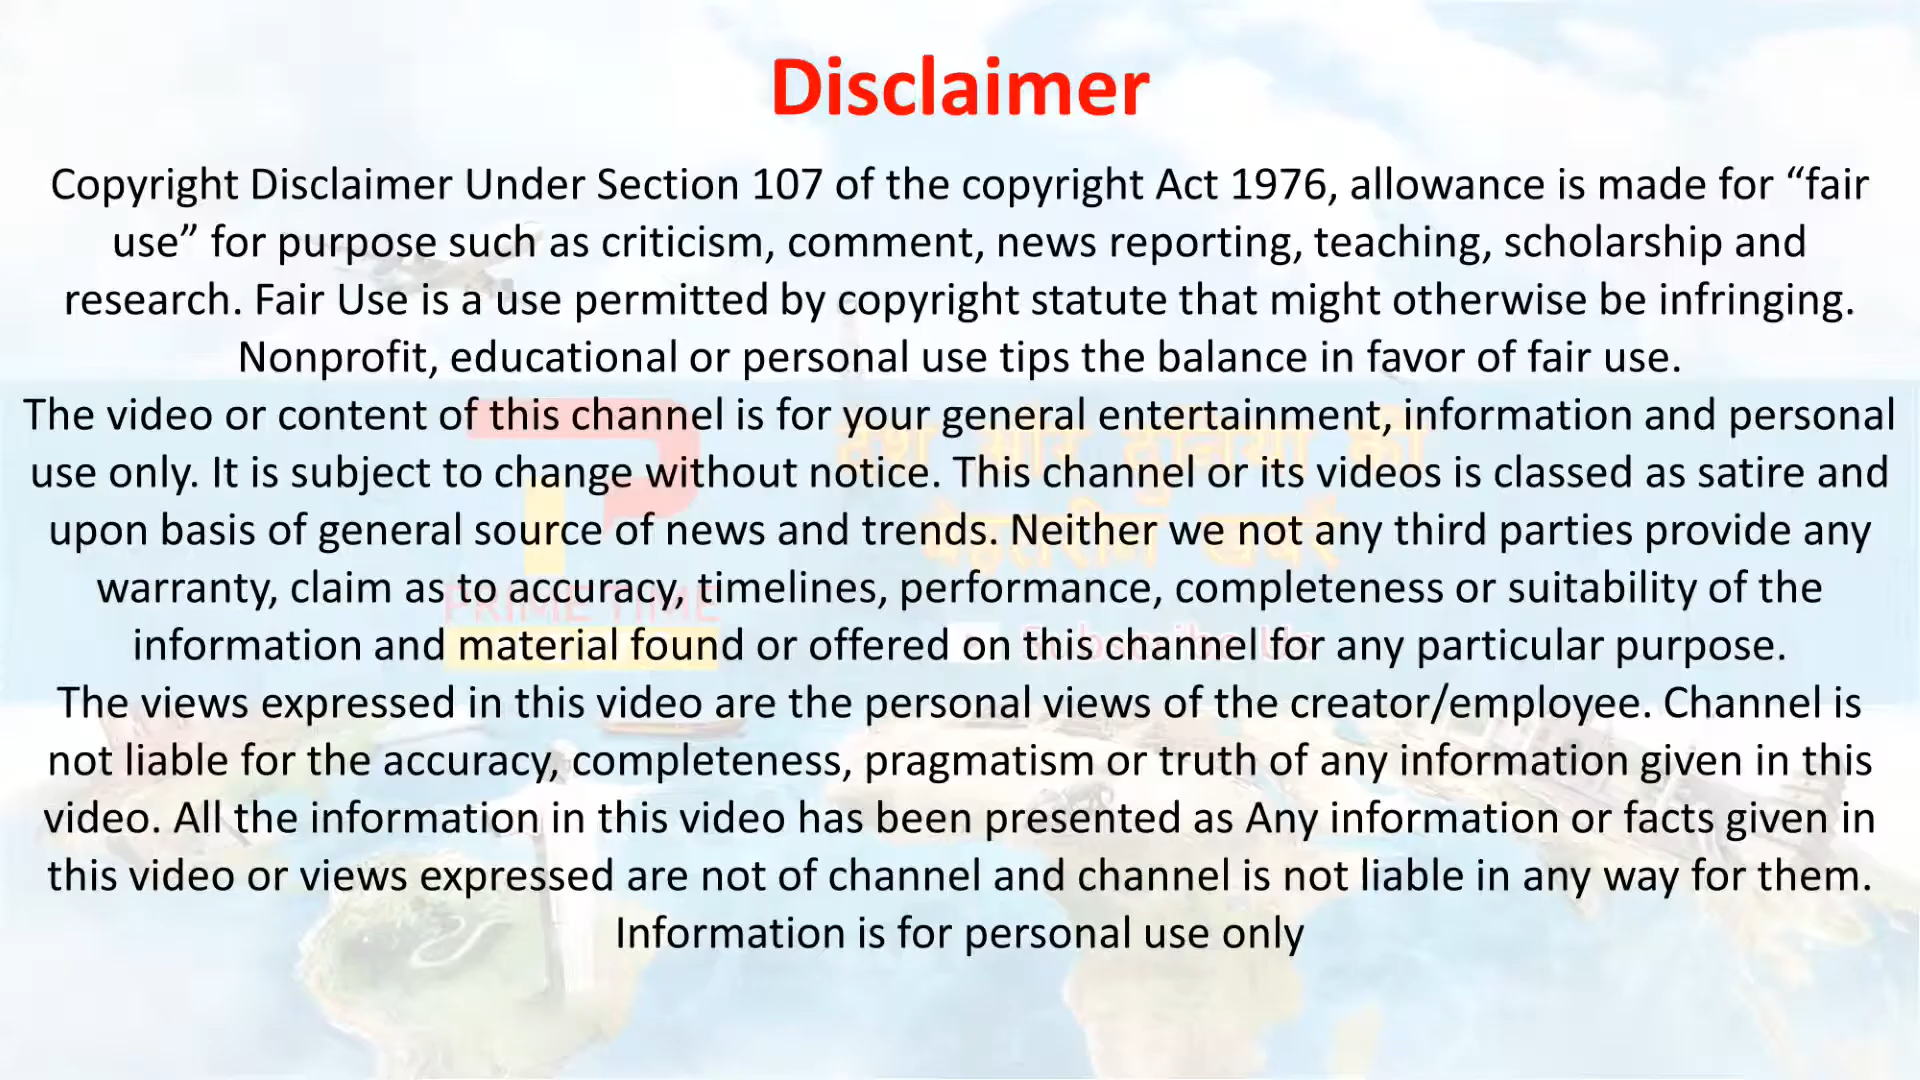 Disclaimer
Copyright Disclaimer Under Section 107 of the copyright Act 1976, allowance is made for “fair
use” for purpose such as criticism, comment, news reporting, teaching, scholarship and
research. Fair Use is a use permitted by copyright statute that might otherwise be infringing.
Nonprofit, educational or personal use tips the balance in favor of fair use.
The video or content of this channel is for your general entertainment, information and personal
use only. It is subject to change without notice. This channel or its videos is classed as satire and
upon basis of general source of news and trends. Neither we not any third parties provide any
warranty, claim as to accuracy, timelines, performance, completeness or suitability of the
information and material found or offered on this channel for any particular purpose.
The views expressed in this video are the personal views of the creator/employee. Channel is
not liable for the accuracy, completeness, pragmatism or truth of any information given in this
video. All the information in this video has been presented as Any information or facts given in
this video or views expressed are not of channel and channel is not liable in any way for them.
Information is for personal use only
PRIME TIME
देश और दुनिया की
बेहतरीन खबरें
Subscribe Us